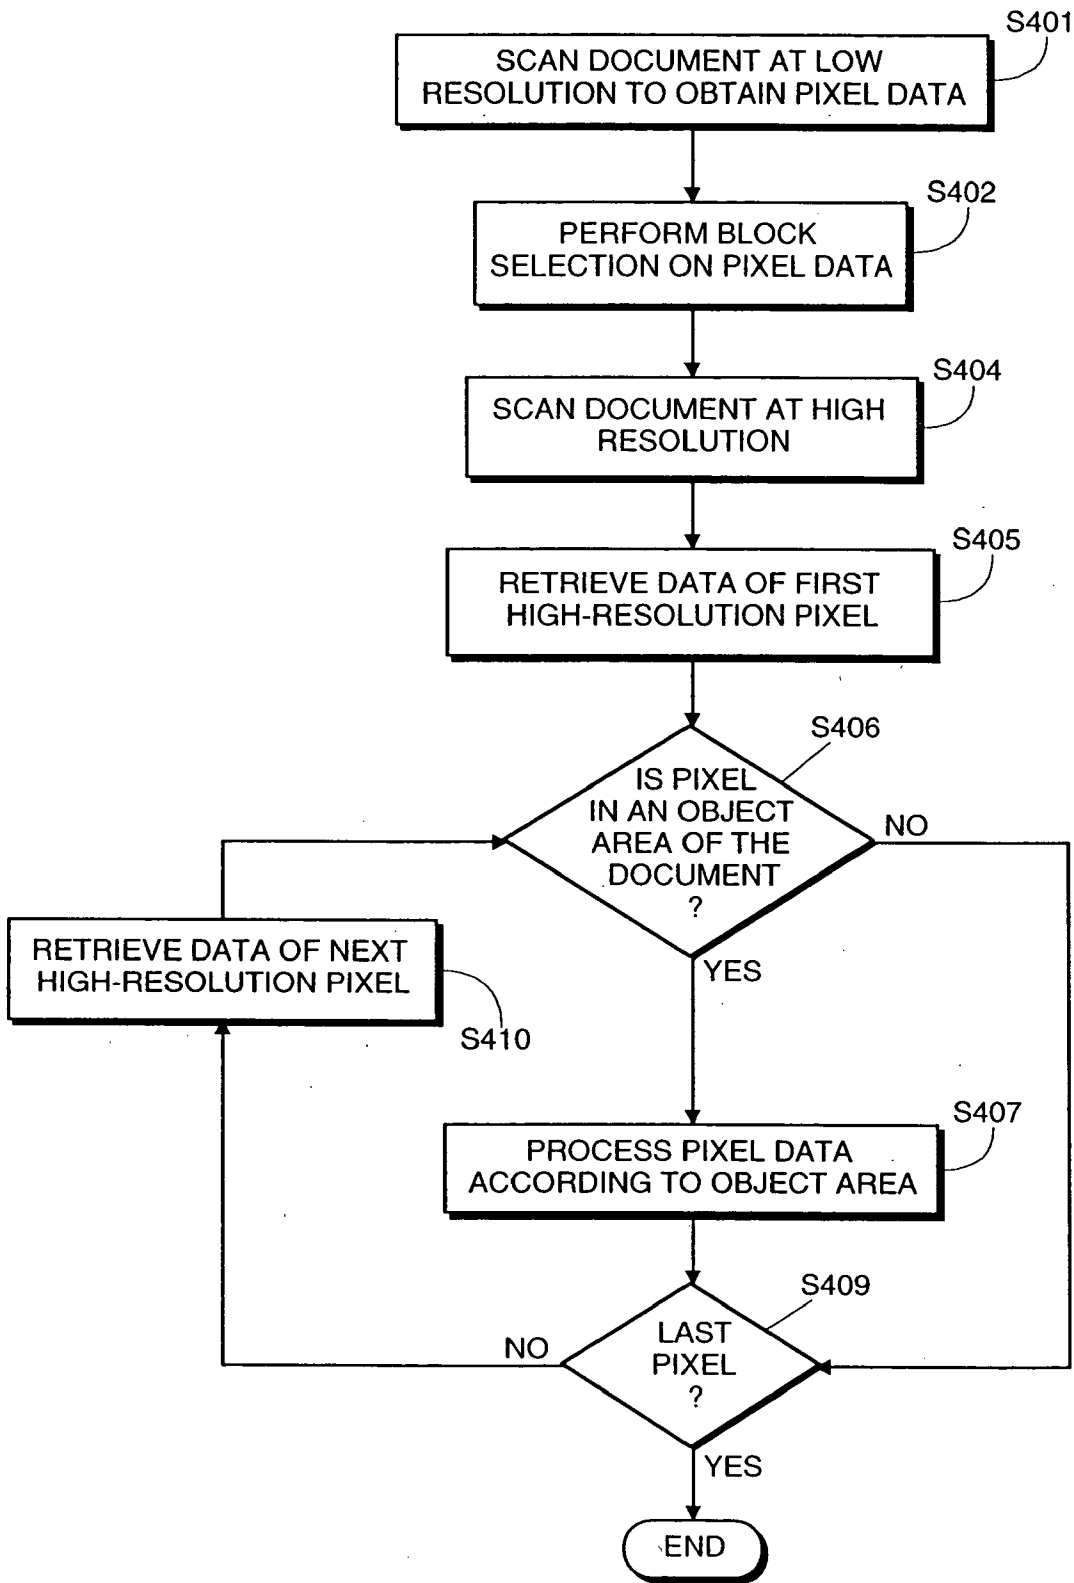 S401
SCAN DOCUMENT AT LOW
RESOLUTION TO OBTAIN PIXEL DATA
S402
PERFORM BLOCK
SELECTION ON PIXEL DATA
S404
SCAN DOCUMENT AT HIGH
RESOLUTION
S405
RETRIEVE DATA OF FIRST
HIGH-RESOLUTION PIXEL
S406
IS PIXEL
IN AN OBJECT
AREA OF THE
DOCUMENT
?
NO
YES
RETRIEVE DATA OF NEXT
HIGH-RESOLUTION PIXEL
S410
S407
PROCESS PIXEL DATA
ACCORDING TO OBJECT AREA
S409
LAST
PIXEL
?
NO
YES
END